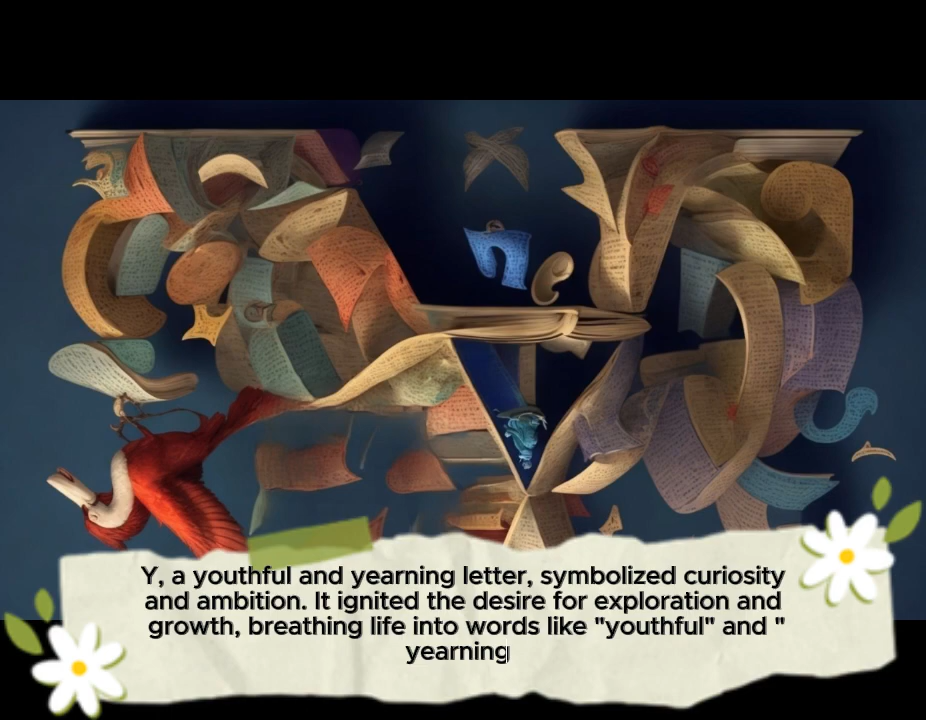 Y, a youthful and yearning letter, symbolized curiosity
and ambition. It ignited the desire for exploration and
growth, breathing life into words like "youthful" and "
yearning